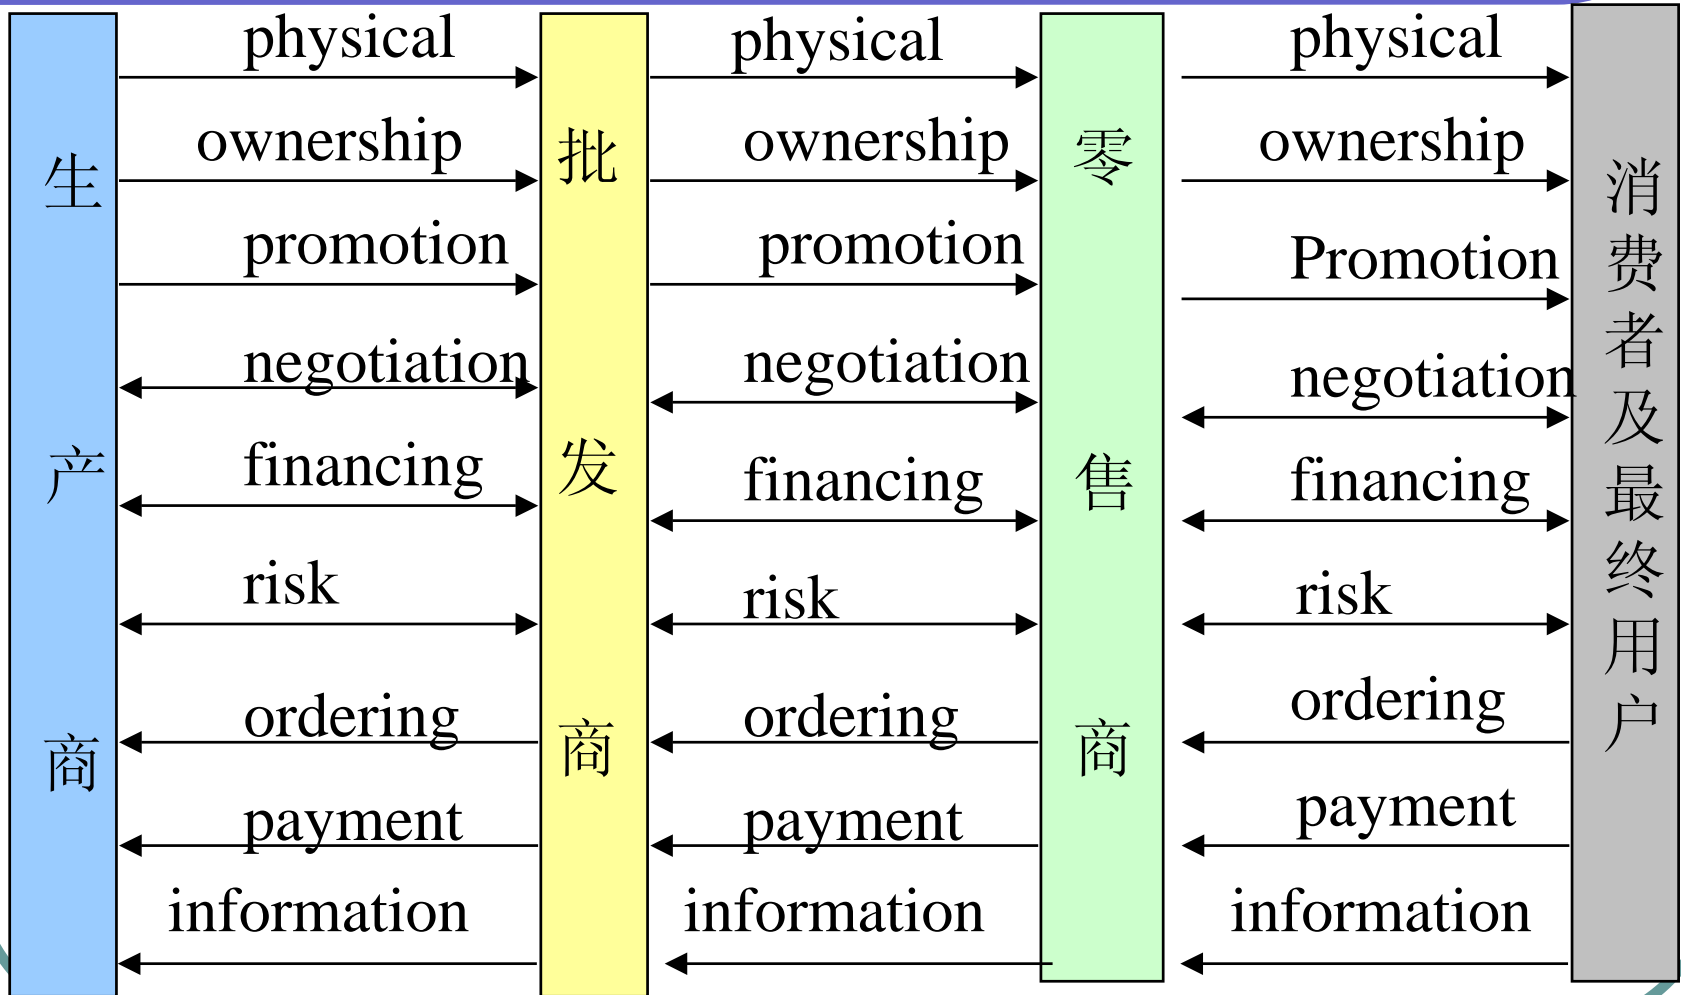 生产商
physical
ownership
promotion
negotiation
financing
risk
ordering
payment
information
批发商
physical
ownership
promotion
negotiation
financing
risk
ordering
payment
information
零售商
physical
ownership
Promotion
negotiation
financing
risk
ordering
payment
information
消费者及最终用户